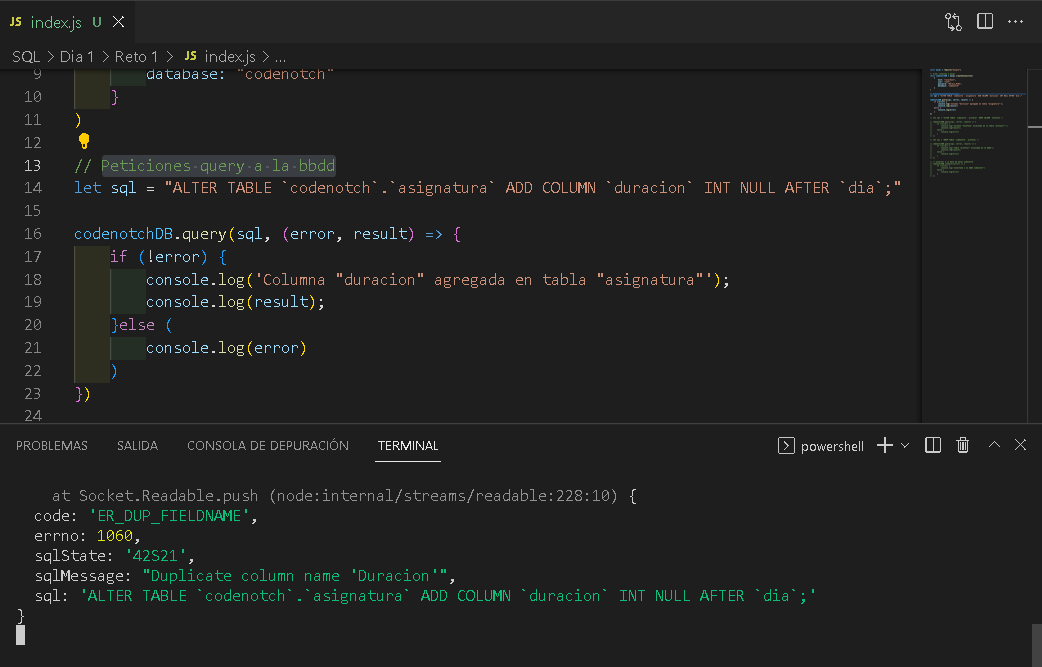 JS index.js U
SQL > Dia 1 > Reto 1 > JS index.js > ...
9 database: "codenotch"
10 }
11 )
12
13 // Peticiones·query·a·la·bbdd
14 let sql = "ALTER TABLE `codenotch`.`asignatura` ADD COLUMN `duracion` INT NULL AFTER `dia`;"
15
16 codenotchDB.query(sql, (error, result) => {
17 if (!error) {
18 console.log('Columna "duracion" agregada en tabla "asignatura"');
19 console.log(result);
20 }else (
21 console.log(error)
22 )
23 })
24
PROBLEMAS SALIDA CONSOLA DE DEPURACIÓN TERMINAL powershell
at Socket.Readable.push (node:internal/streams/readable:228:10) {
code: 'ER_DUP_FIELDNAME',
errno: 1060,
sqlState: '42S21',
sqlMessage: "Duplicate column name 'Duracion'",
sql: 'ALTER TABLE `codenotch`.`asignatura` ADD COLUMN `duracion` INT NULL AFTER `dia`;'
}